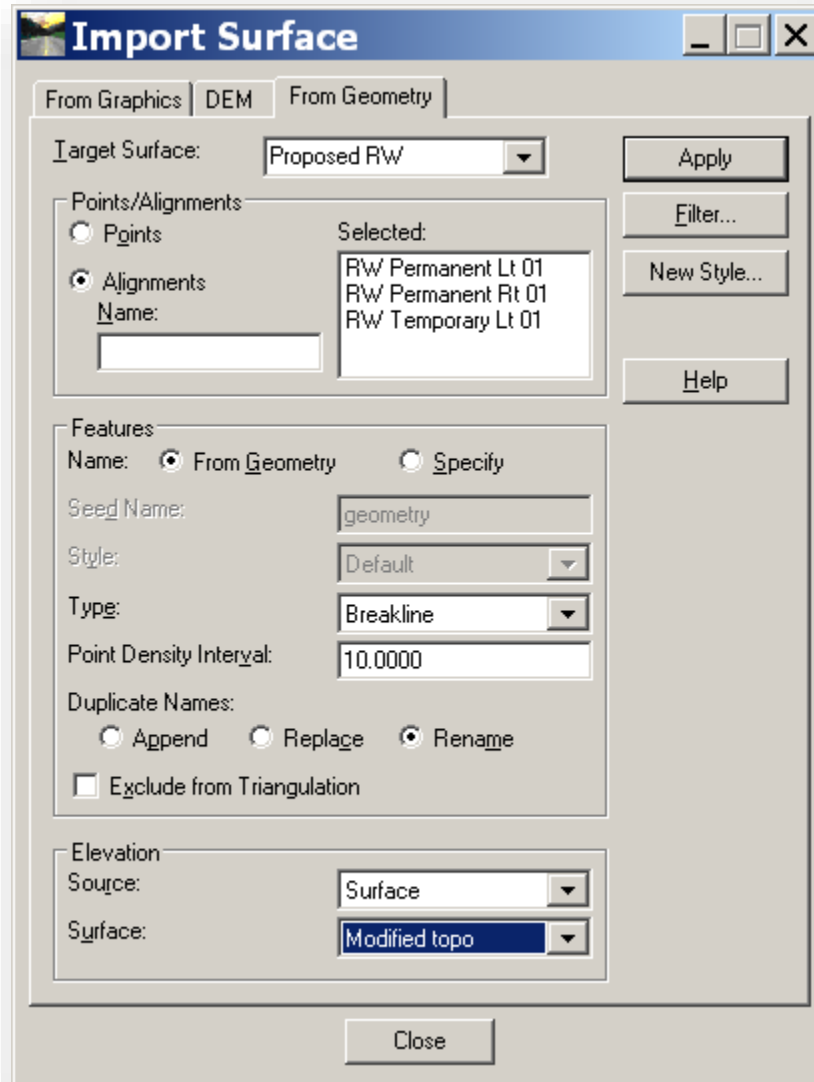 Import Surface
From Graphics DEM From Geometry
Target Surface: Proposed RW Apply
Points/Alignments Filter...
Points Selected:
Alignments RW Permanent Lt 01 New Style...
Name: RW Permanent Rt 01
RW Temporary Lt 01
Help
Features
Name: From Geometry Specify
Seed Name: geometry
Style: Default
Type: Breakline
Point Density Interval: 10.0000
Duplicate Names:
Append Replace Rename
Exclude from Triangulation
Elevation
Source: Surface
Surface: Modified topo
Close